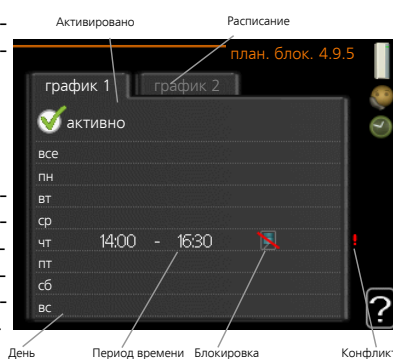 Активировано Расписание
план. блок. 4.9.5
график 1 график 2
активно
все
пн
вт
ср
чт 14:00 - 16:30 !
пт
сб
вс
?
День Период времени Блокировка Конфликт